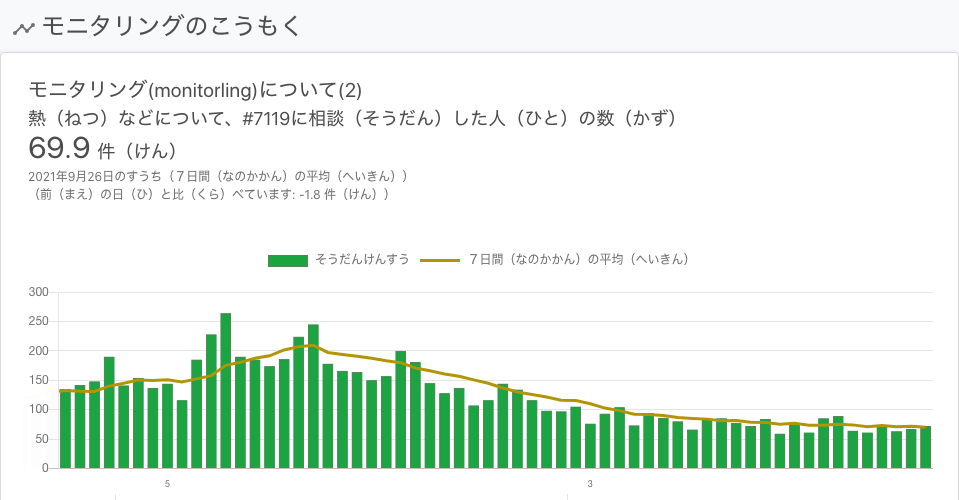 モニタリングのこうもく
モニタリング(monitorling)について(2)
熱（ねつ）などについて、#7119に相談（そうだん）した人（ひと）の数（かず）
69.9 件（けん）
2021年9月26日のすうち（７日間（なのかかん）の平均（へいきん））
（前（まえ）の日（ひ）と比（くら）べています: -1.8 件（けん））
そうだんけんすう
７日間（なのかかん）の平均（へいきん）
300
250
200
150
100
50
0
5
3